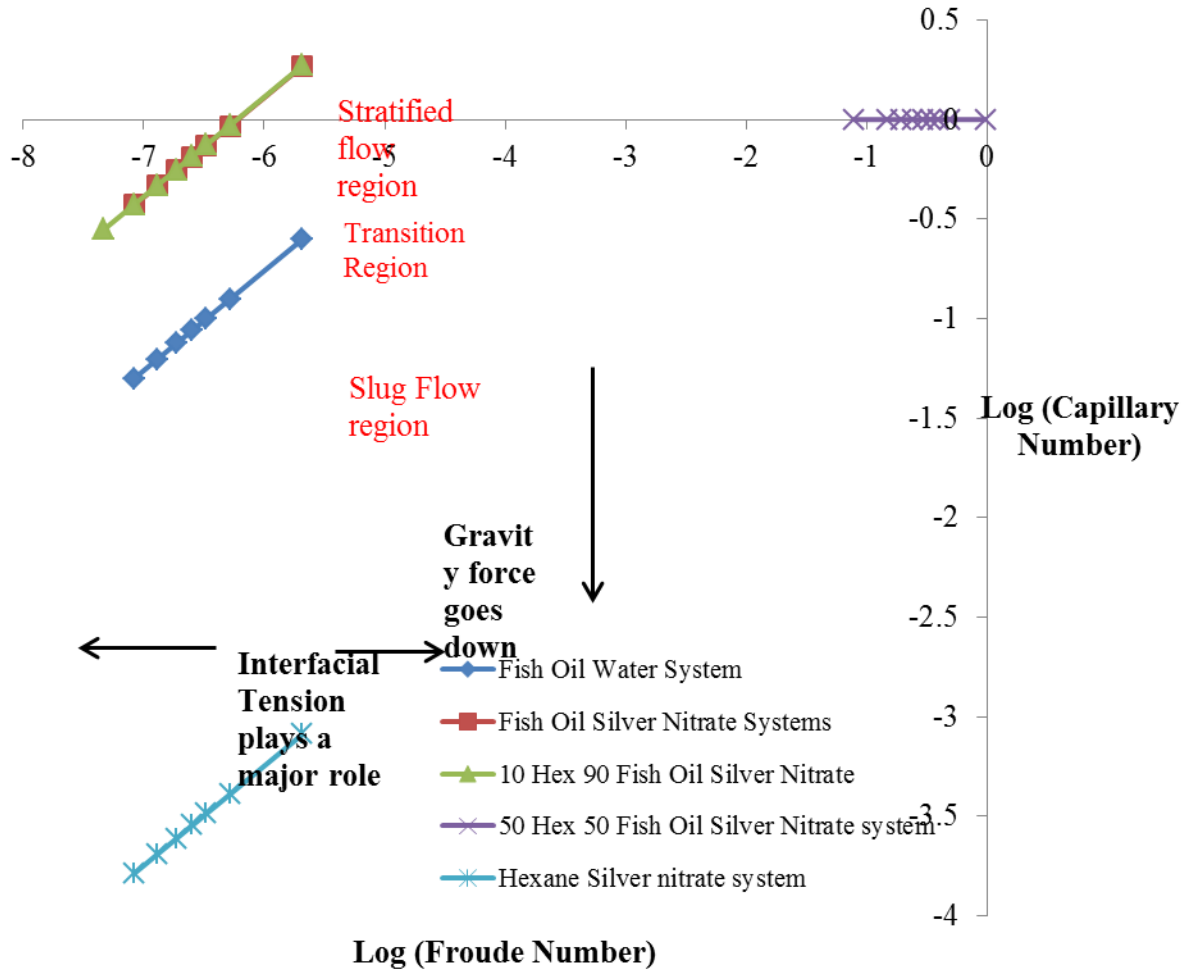 0.5
Stratified
flow
region
0
-8
-7
-6
-5
-4
-3
-2
-1
0
-0.5
Transition
Region
-1
Slug Flow
region
Log (Capillary
Number)
-1.5
-2
Gravit
y force
goes
down
-2.5
Interfacial
Tension
plays a
major role
Fish Oil Water System
Fish Oil Silver Nitrate Systems
-3
10 Hex 90 Fish Oil Silver Nitrate
50 Hex 50 Fish Oil Silver Nitrate system
-3.5
Hexane Silver nitrate system
-4
Log (Froude Number)